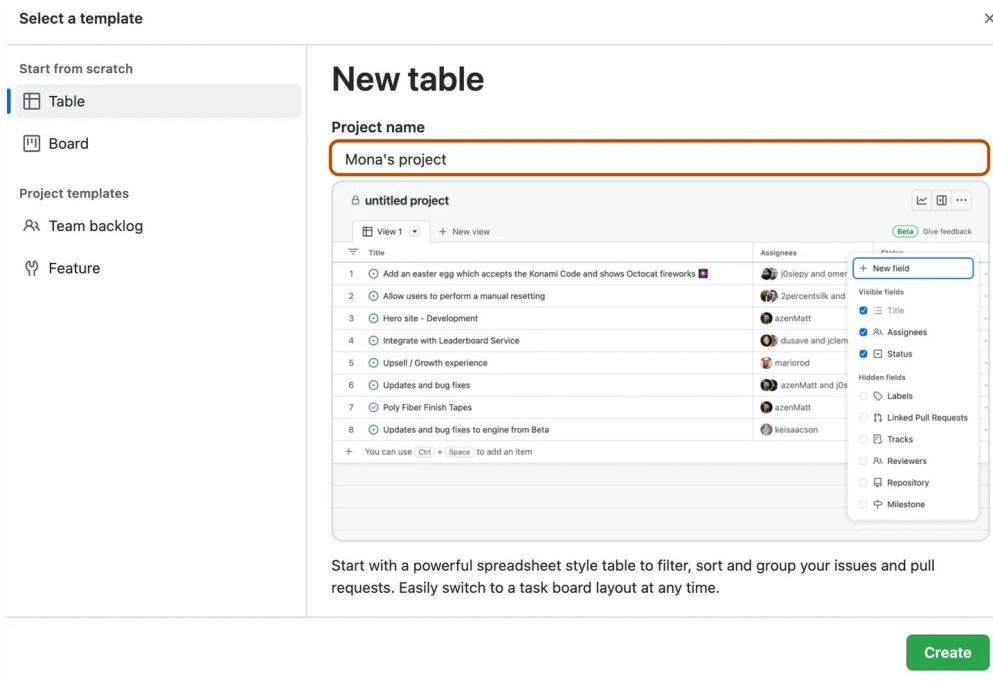 Select a template
Start from scratch
Table
Board
Project templates
Team backlog
Feature
New table
Project name
Mona's project
untitled project
View 1
+ New view
Beta Give feedback
Title Assignees Status
1 Add an easter egg which accepts the Konami Code and shows Octocat fireworks j0siepy and omer
2 Allow users to perform a manual resetting 2percentsilk and
3 Hero site - Development azenMatt
4 Integrate with Leaderboard Service dusave and jclem
5 Upsell / Growth experience mariorod
6 Updates and bug fixes azenMatt and j0s
7 Poly Fiber Finish Tapes azenMatt
8 Updates and bug fixes to engine from Beta keisaacson
+ You can use Ctrl + Space to add an item
+ New field
Visible fields
Title
Assignees
Status
Hidden fields
Labels
Linked Pull Requests
Tracks
Reviewers
Repository
Milestone
Start with a powerful spreadsheet style table to filter, sort and group your issues and pull
requests. Easily switch to a task board layout at any time.
Create